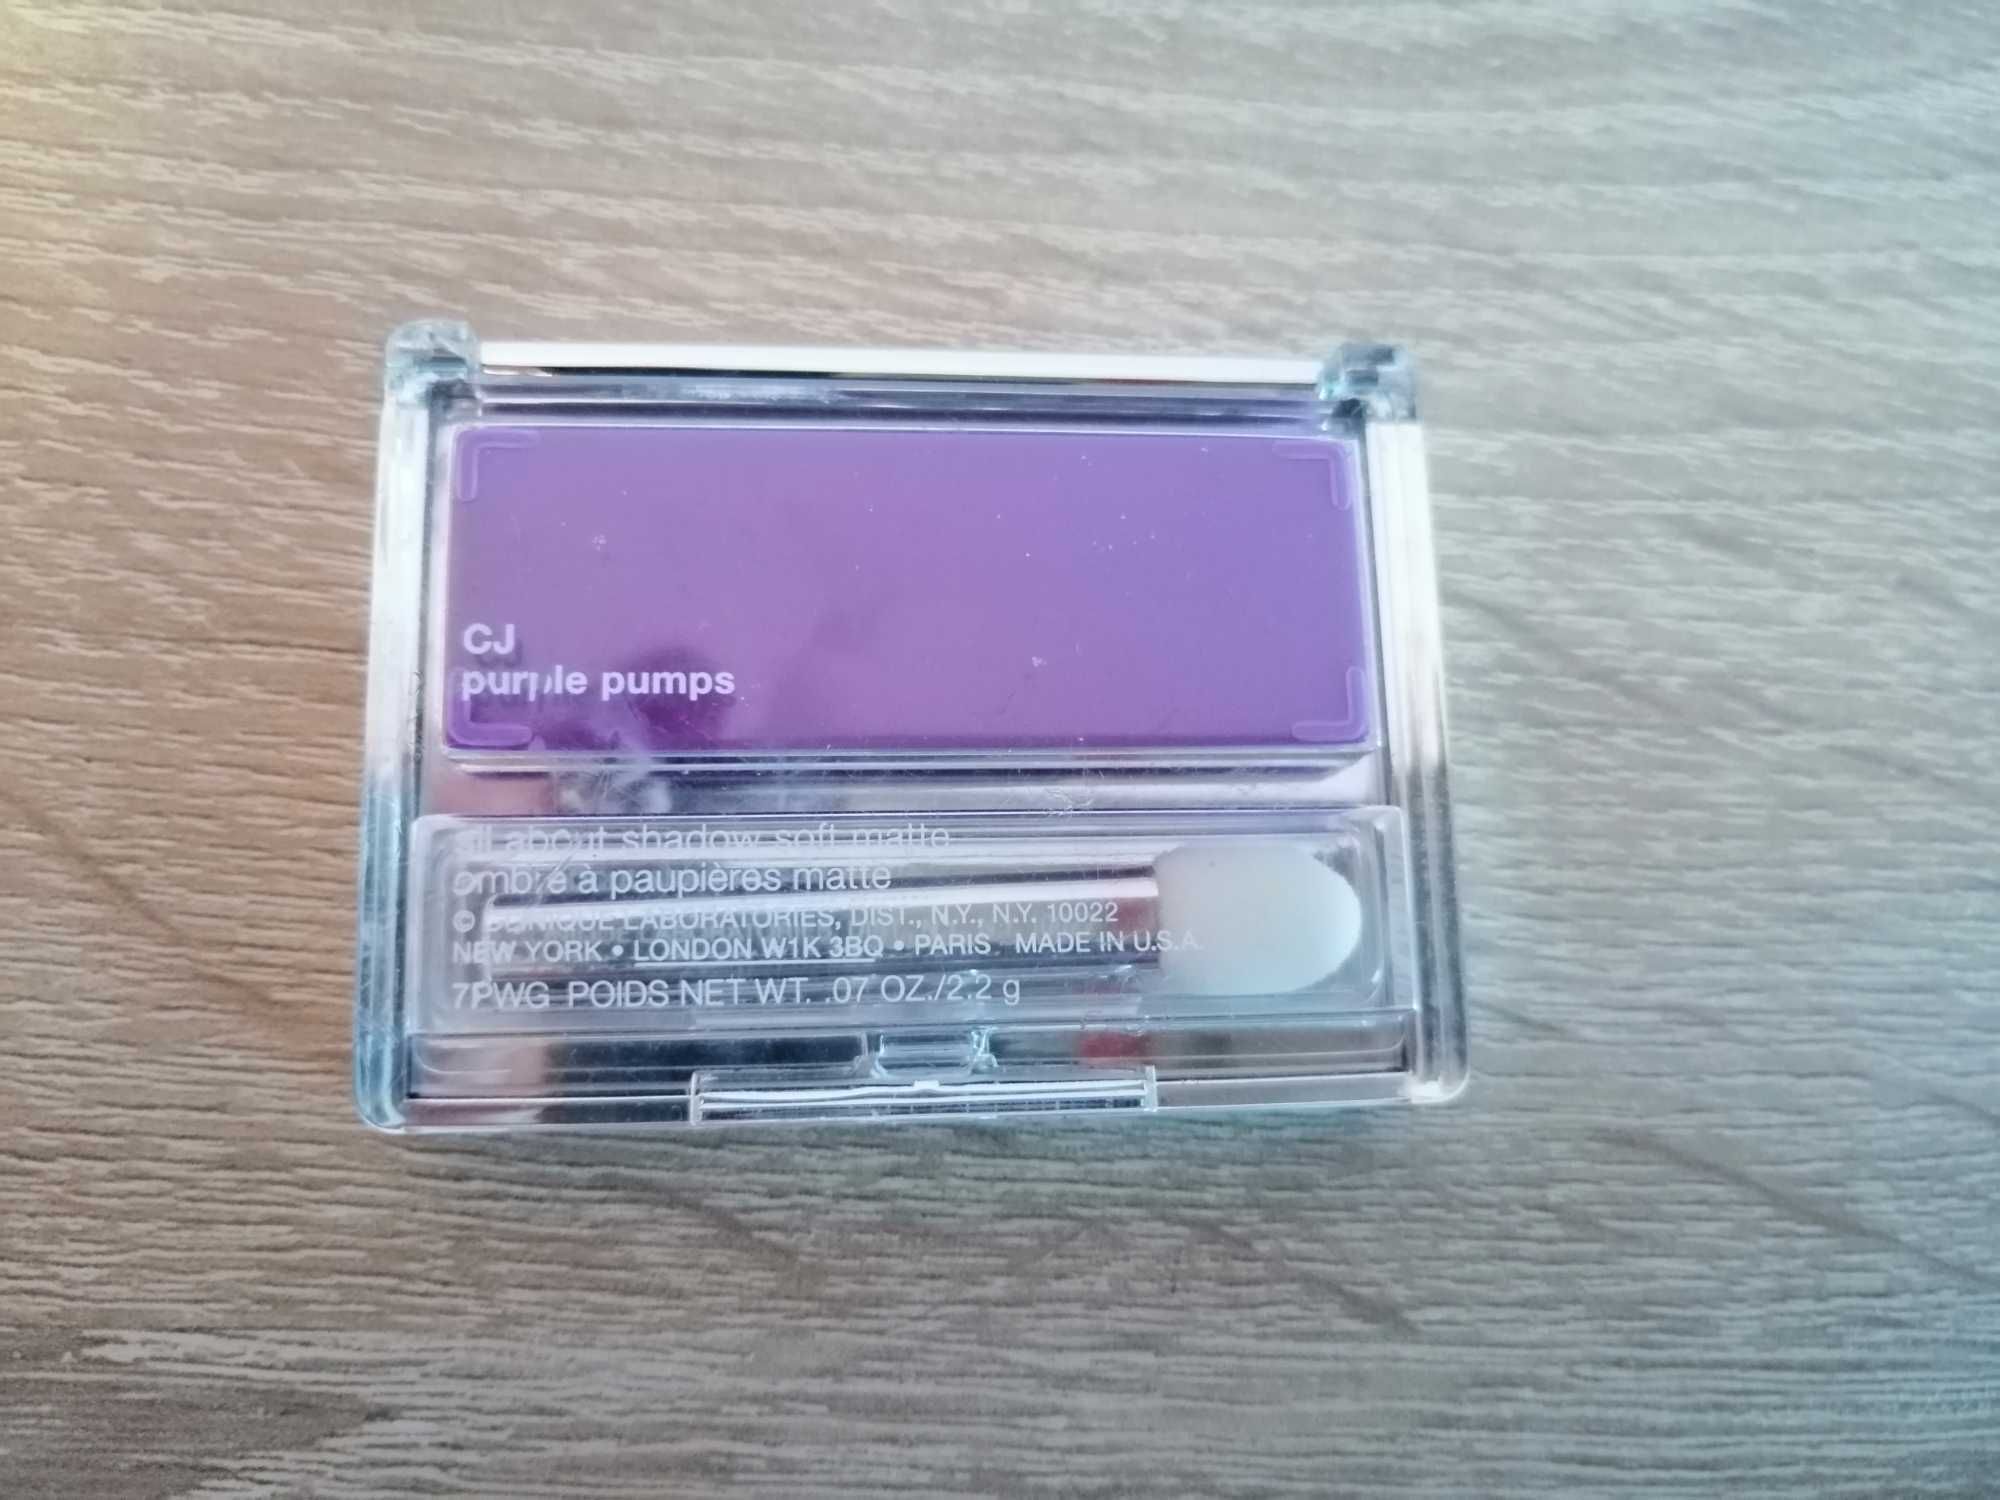 CJ
purple pumps
all about shadow soft matte
ombre à paupières matte
© CLINIQUE LABORATORIES, DIST., N.Y., N.Y. 10022
NEW YORK • LONDON W1K 3BQ • PARIS MADE IN U.S.A.
7PWG POIDS NET WT. .07 OZ./2.2 g